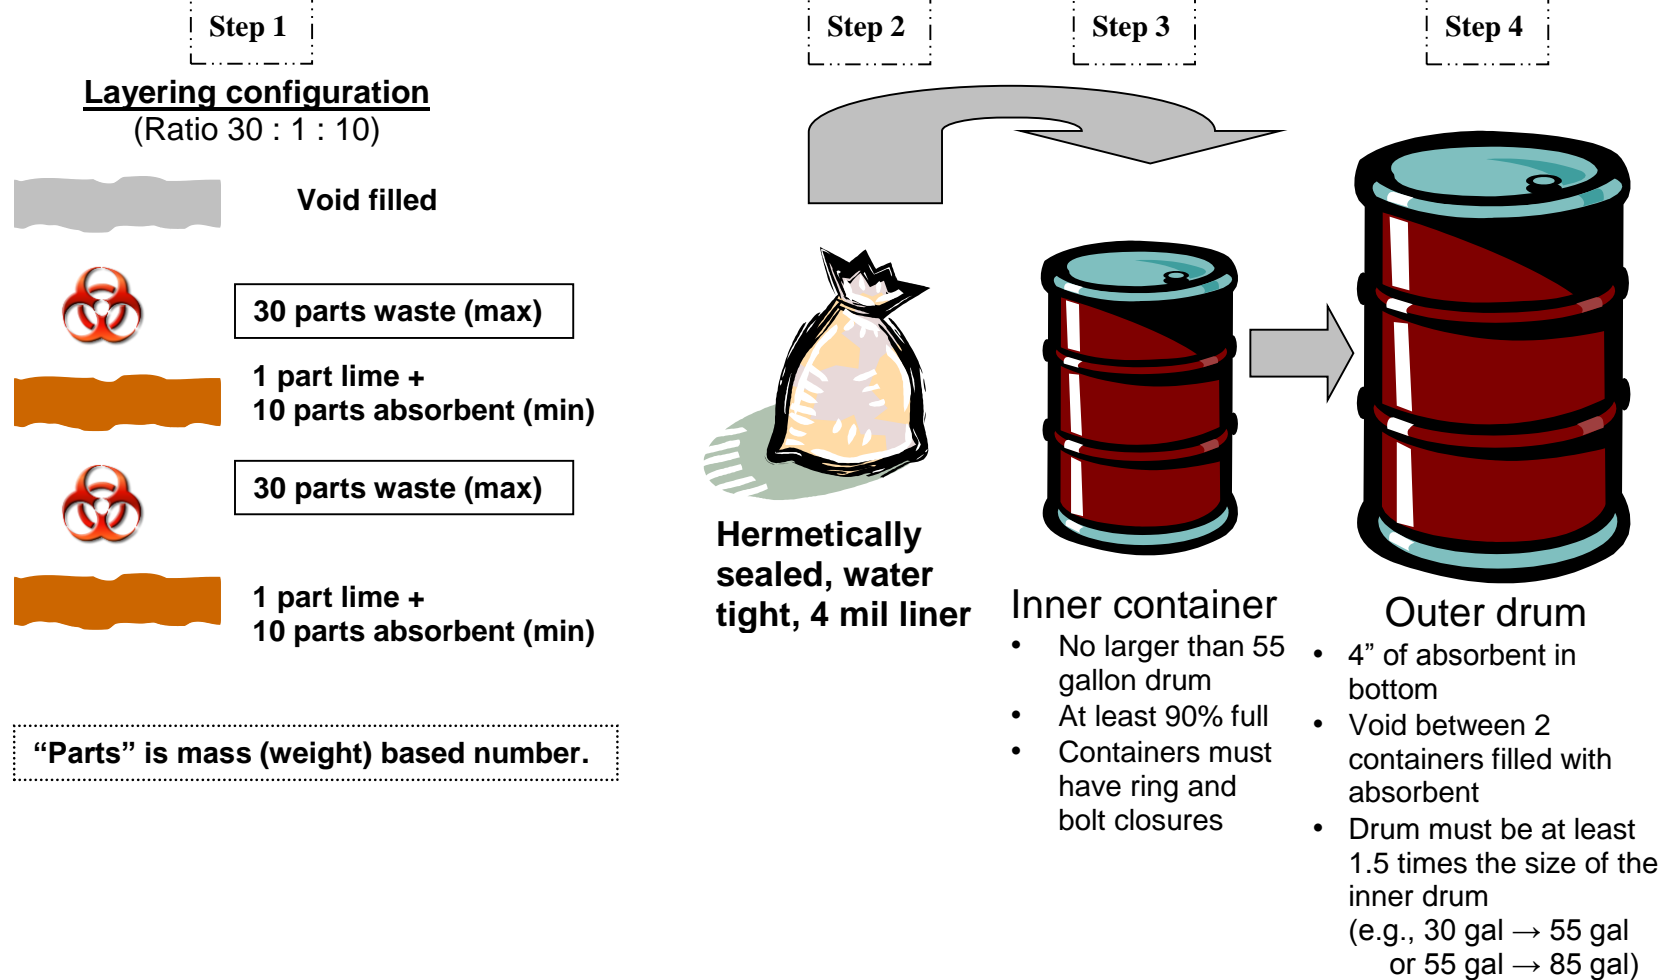 Step 1
Layering configuration
(Ratio 30 : 1 : 10)
Void filled
30 parts waste (max)
1 part lime +
10 parts absorbent (min)
30 parts waste (max)
1 part lime +
10 parts absorbent (min)
“Parts” is mass (weight) based number.
Step 2
Hermetically
sealed, water
tight, 4 mil liner
Step 3
Inner container
• No larger than 55
gallon drum
• At least 90% full
• Containers must
have ring and
bolt closures
Step 4
Outer drum
• 4” of absorbent in
bottom
• Void between 2
containers filled with
absorbent
• Drum must be at least
1.5 times the size of the
inner drum
(e.g., 30 gal → 55 gal
or 55 gal → 85 gal)